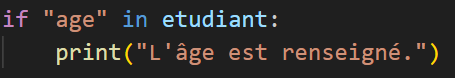 if "age" in etudiant:
    print("L'âge est renseigné.")